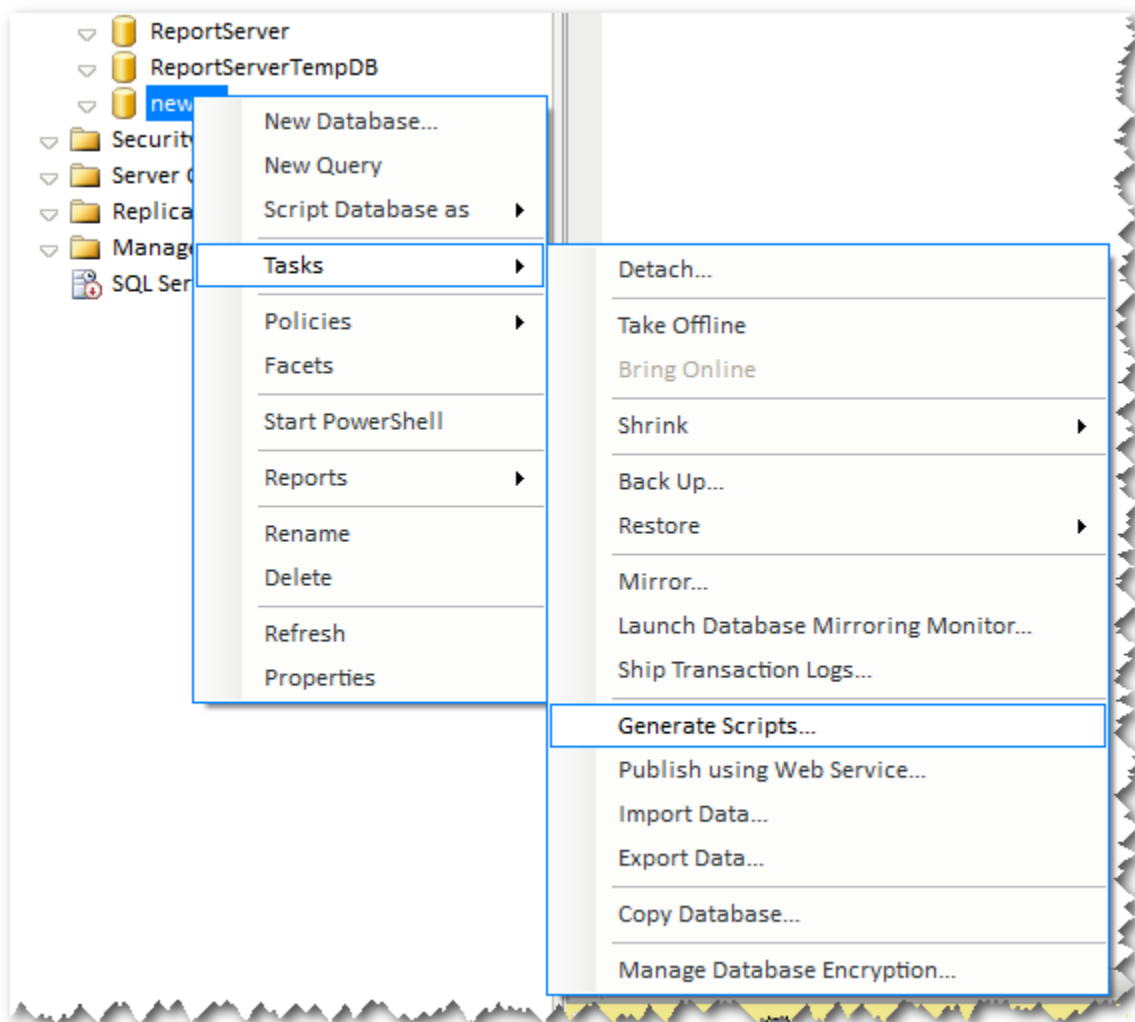 ReportServer
ReportServerTempDB
new
Security
Server
Replica
Manage
SQL Ser
New Database...
New Query
Script Database as
Tasks
Policies
Facets
Start PowerShell
Reports
Rename
Delete
Refresh
Properties
Detach...
Take Offline
Bring Online
Shrink
Back Up...
Restore
Mirror...
Launch Database Mirroring Monitor...
Ship Transaction Logs...
Generate Scripts...
Publish using Web Service...
Import Data...
Export Data...
Copy Database...
Manage Database Encryption...